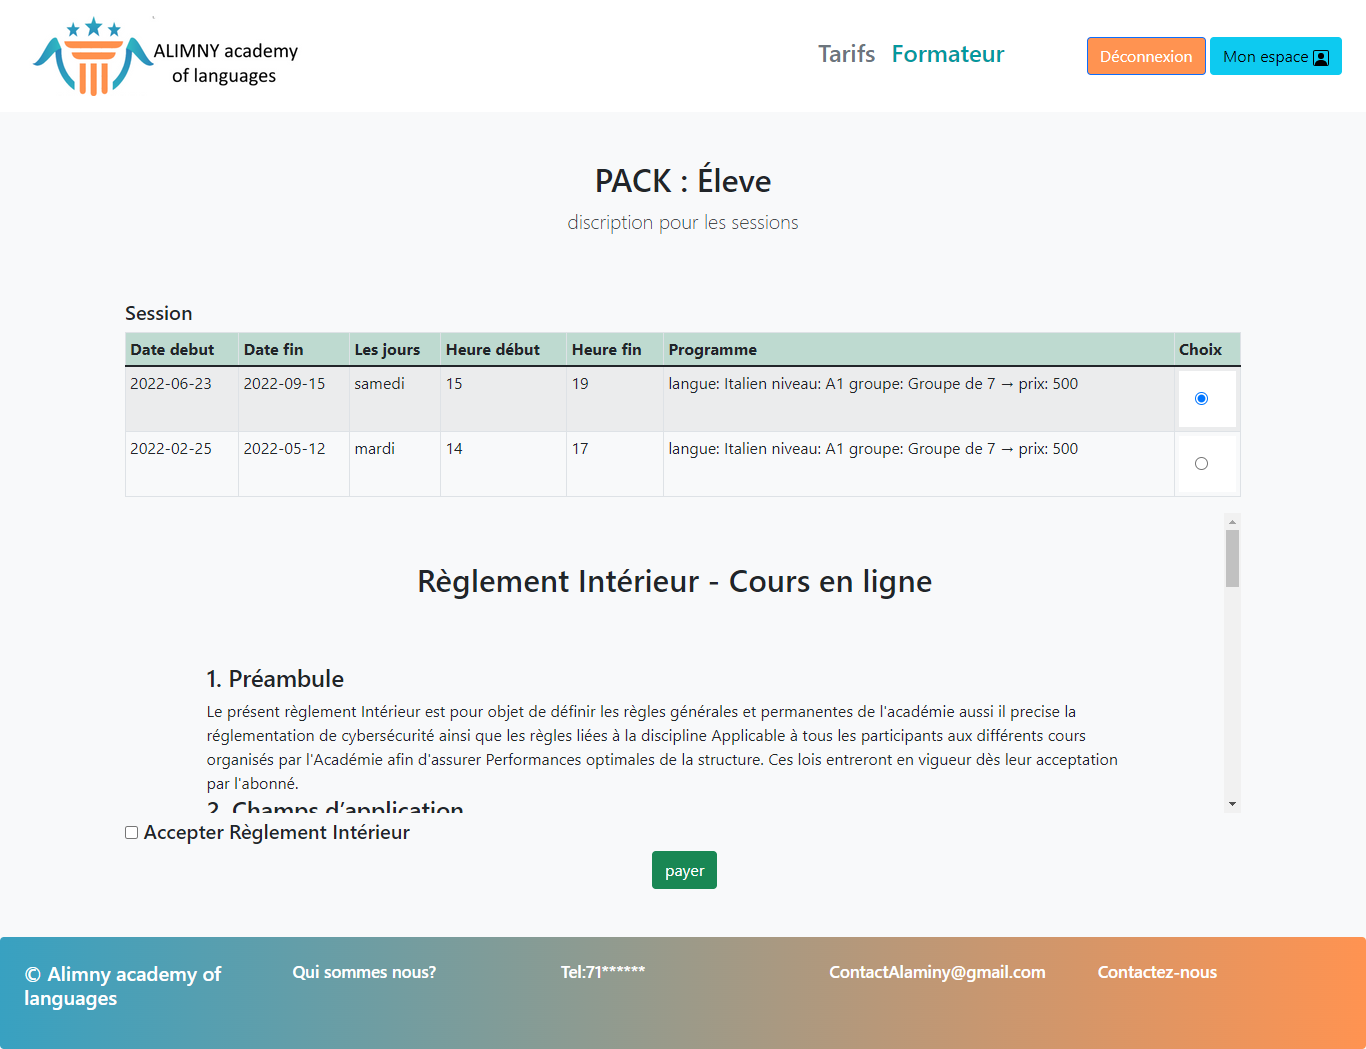 ALIMNY academy
of languages
Tarifs Formateur Déconnexion Mon espace
PACK : Éleve
discription pour les sessions
Session
Date debut Date fin Les jours Heure début Heure fin Programme Choix
2022-06-23 2022-09-15 samedi 15 19 langue: Italien niveau: A1 groupe: Groupe de 7 → prix: 500
2022-02-25 2022-05-12 mardi 14 17 langue: Italien niveau: A1 groupe: Groupe de 7 → prix: 500
Règlement Intérieur - Cours en ligne
1. Préambule
Le présent règlement Intérieur est pour objet de définir les règles générales et permanentes de l'académie aussi il precise la
réglementation de cybersécurité ainsi que les règles liées à la discipline Applicable à tous les participants aux différents cours
organisés par l'Académie afin d'assurer Performances optimales de la structure. Ces lois entreront en vigueur dès leur acceptation
par l'abonné.
2. Champs d’application
Accepter Règlement Intérieur
payer
© Alimny academy of
languages
Qui sommes nous?
Tel:71******
ContactAlaminy@gmail.com
Contactez-nous